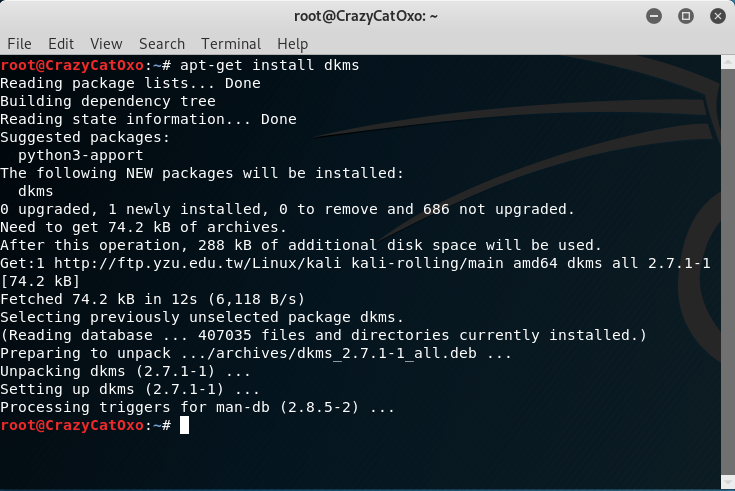 root@CrazyCatOxo: ~
File Edit View Search Terminal Help
root@CrazyCatOxo:~# apt-get install dkms
Reading package lists... Done
Building dependency tree
Reading state information... Done
Suggested packages:
  python3-apport
The following NEW packages will be installed:
  dkms
0 upgraded, 1 newly installed, 0 to remove and 686 not upgraded.
Need to get 74.2 kB of archives.
After this operation, 288 kB of additional disk space will be used.
Get:1 http://ftp.yzu.edu.tw/Linux/kali kali-rolling/main amd64 dkms all 2.7.1-1
[74.2 kB]
Fetched 74.2 kB in 12s (6,118 B/s)
Selecting previously unselected package dkms.
(Reading database ... 407035 files and directories currently installed.)
Preparing to unpack .../archives/dkms_2.7.1-1_all.deb ...
Unpacking dkms (2.7.1-1) ...
Setting up dkms (2.7.1-1) ...
Processing triggers for man-db (2.8.5-2) ...
root@CrazyCatOxo:~#